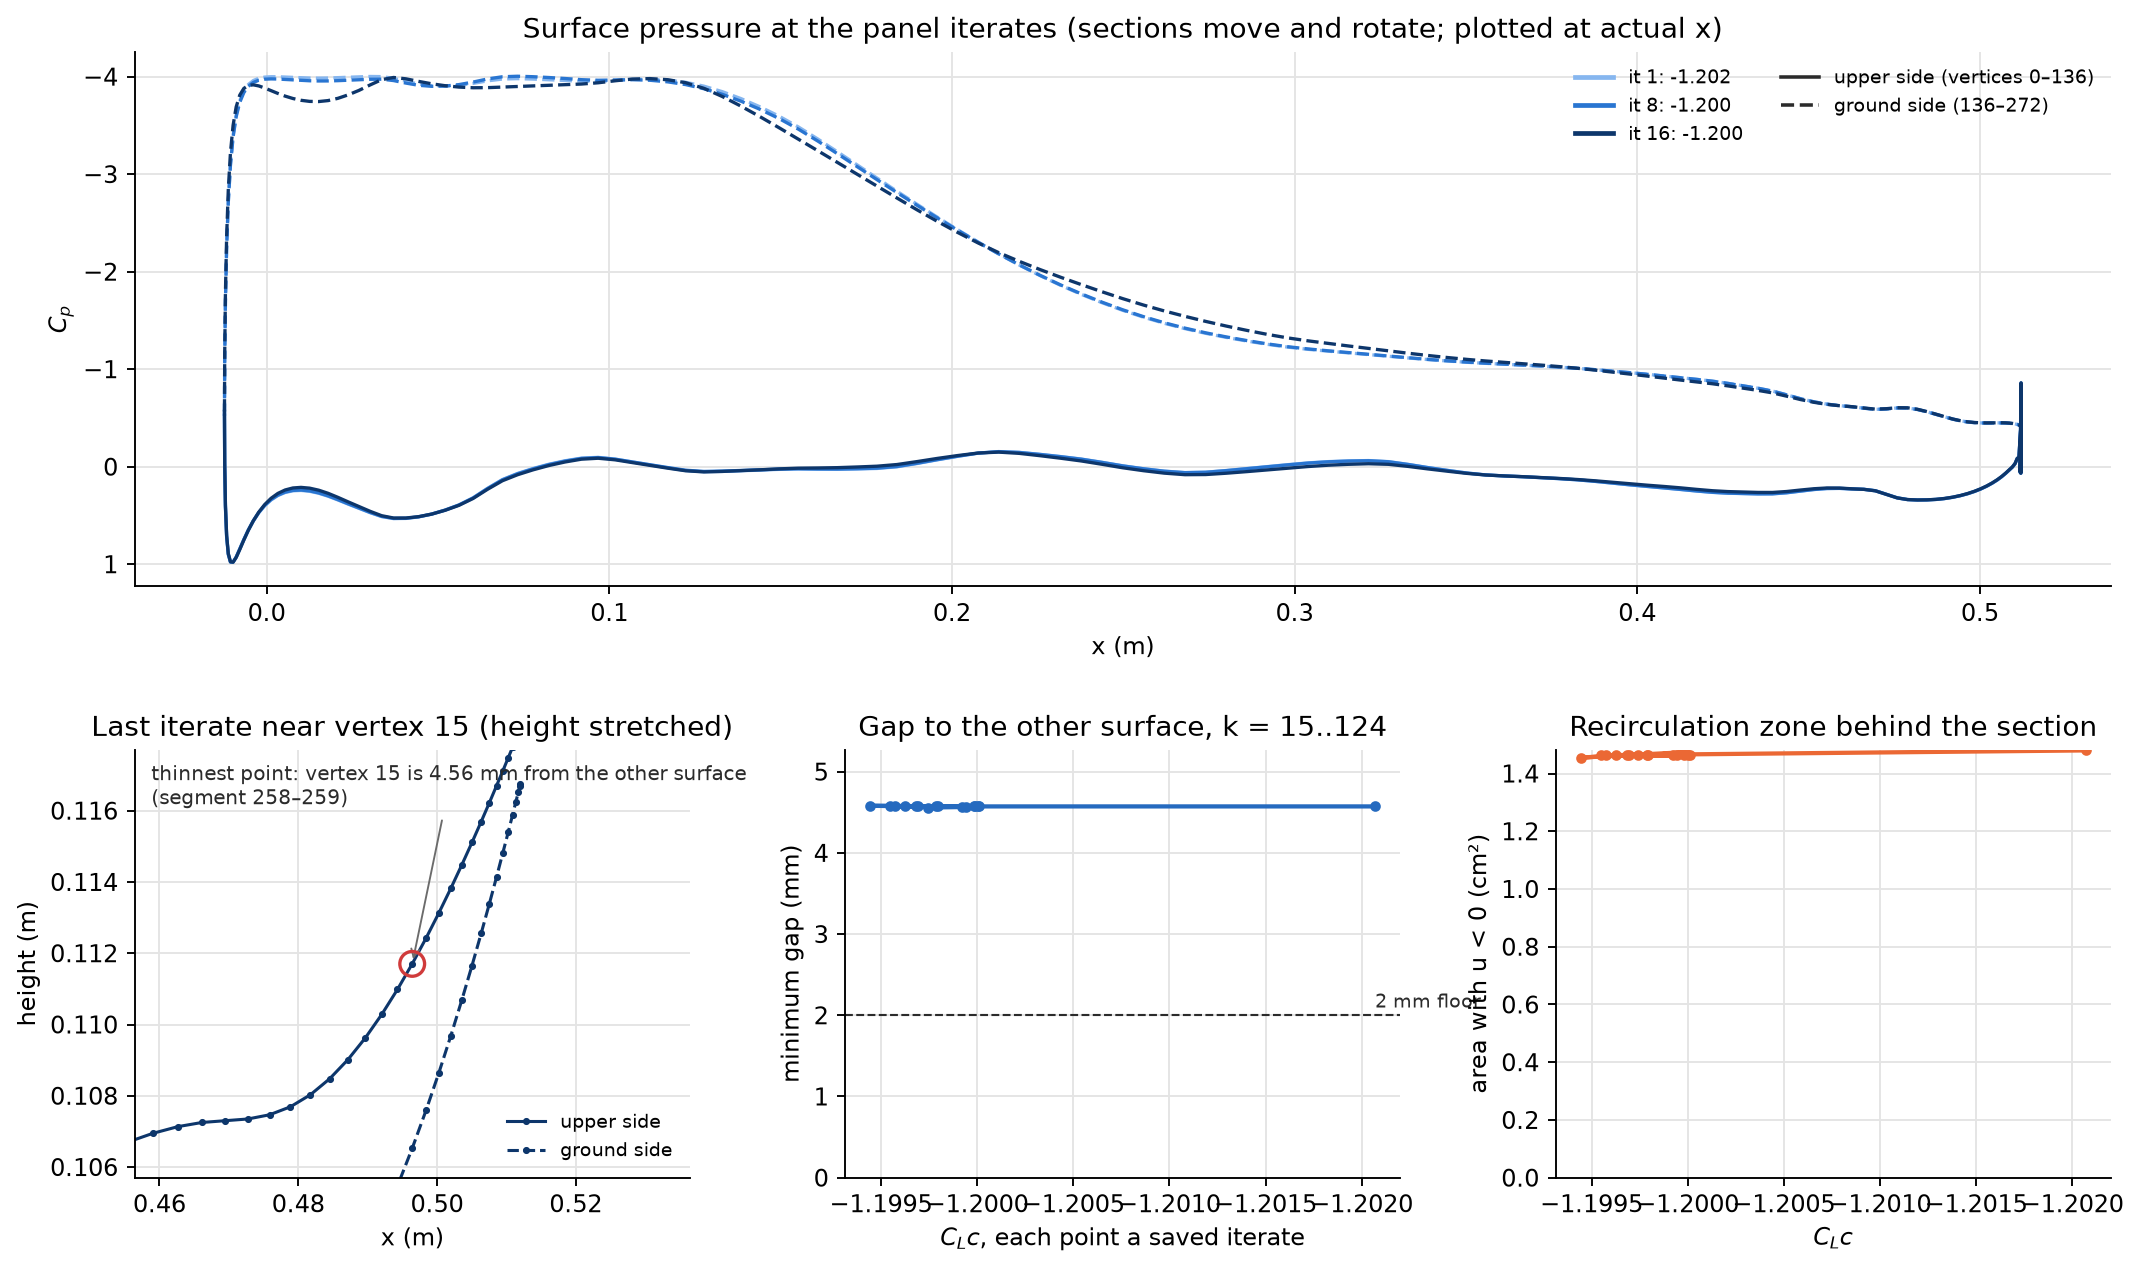 Surface pressure at the panel iterates (sections move and rotate; plotted at actual x)
−4
−3
−2
−1
0
1
Cp
it 1: -1.202
it 8: -1.200
it 16: -1.200
upper side (vertices 0–136)
ground side (136–272)
0.0
0.1
0.2
0.3
0.4
0.5
x (m)
Last iterate near vertex 15 (height stretched)
thinnest point: vertex 15 is 4.56 mm from the other surface
(segment 258–259)
0.116
0.114
0.112
0.110
0.108
0.106
height (m)
upper side
ground side
0.46
0.48
0.50
0.52
x (m)
Gap to the other surface, k = 15..124
5
4
3
2
1
0
minimum gap (mm)
2 mm floor
−1.1995
−1.2000
−1.2005
−1.2010
−1.2015
−1.2020
CLc, each point a saved iterate
Recirculation zone behind the section
1.4
1.2
1.0
0.8
0.6
0.4
0.2
0.0
area with u < 0 (cm²)
−1.1995
−1.2000
−1.2005
−1.2010
−1.2015
−1.2020
CLc